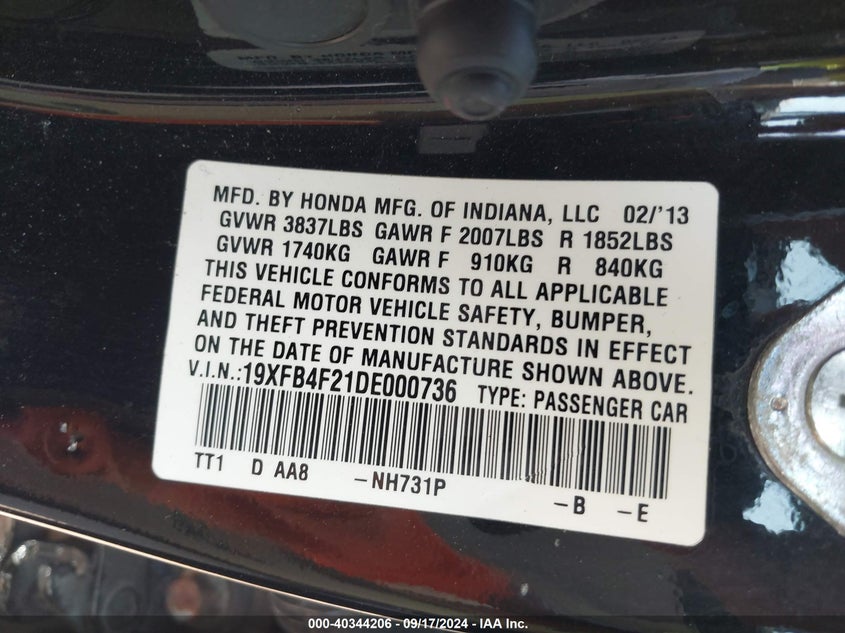 MFD. BY HONDA MFG. OF INDIANA, LLC 02/'13
GVWR 3837LBS GAWR F 2007LBS R 1852LBS
GVWR 1740KG GAWR F 910KG R 840KG
THIS VEHICLE CONFORMS TO ALL APPLICABLE
FEDERAL MOTOR VEHICLE SAFETY, BUMPER,
AND THEFT PREVENTION STANDARDS IN EFFECT
ON THE DATE OF MANUFACTURE SHOWN ABOVE.
V.I.N.:19XFB4F21DE000736 TYPE: PASSENGER CAR
TT1 D AA8 -NH731P -B -E
000-40344206 - 09/17/2024 - IAA Inc.